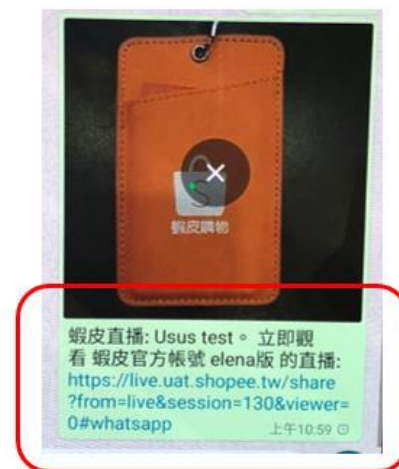 蝦皮購物
蝦皮直播: Usus test。 立即觀
看 蝦皮官方帳號 elena版 的直播:
https://live.uat.shopee.tw/share
?from=live&session=130&viewer=
0#whatsapp
上午10:59